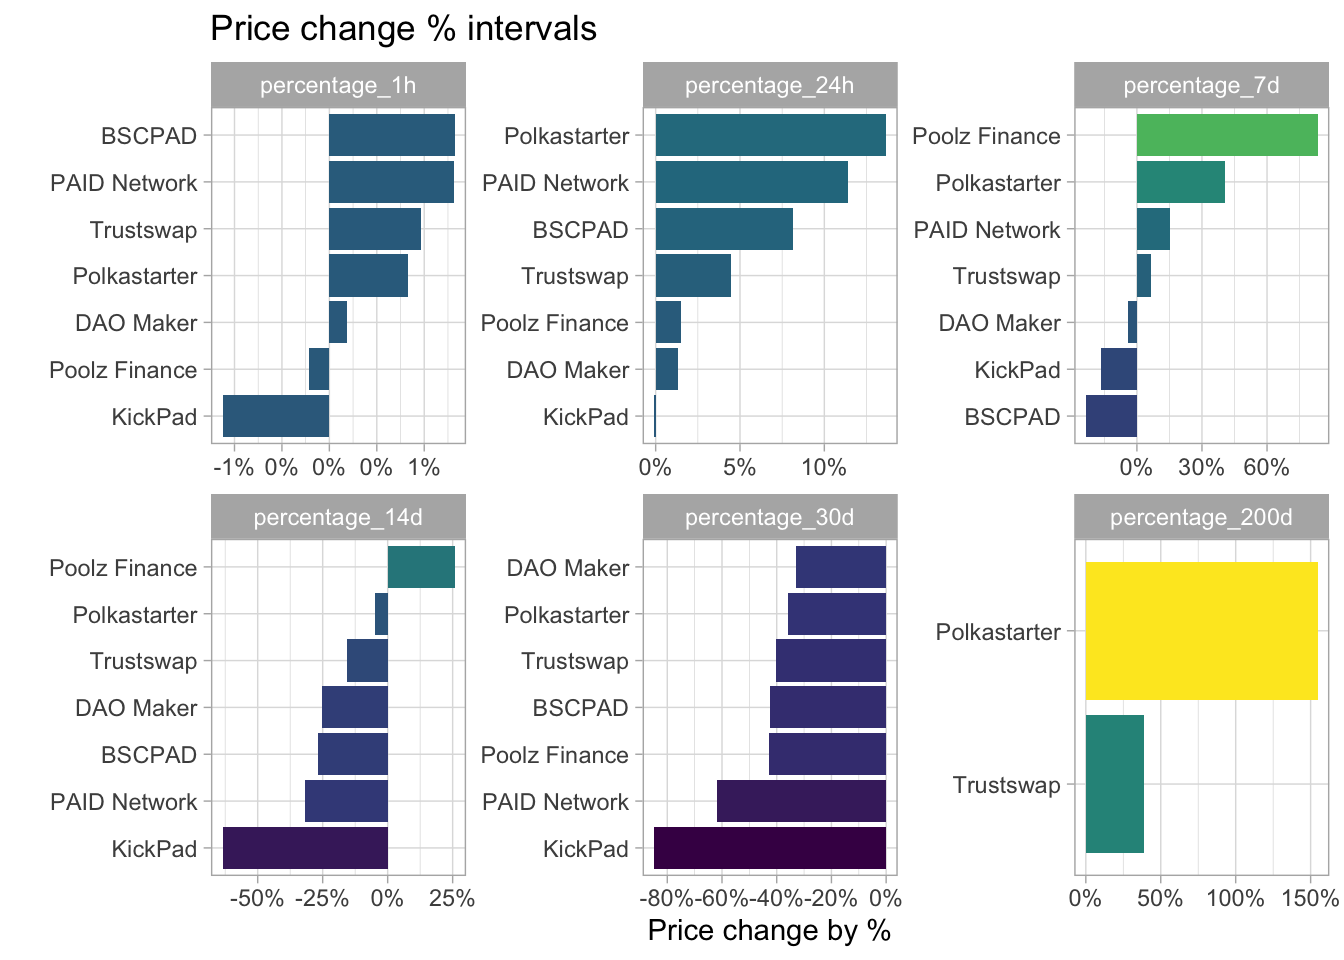 Price change % intervals
percentage_1h
BSCPAD
PAID Network
Trustswap
Polkastarter
DAO Maker
Poolz Finance
KickPad
-1% 0% 0% 0% 1%
percentage_24h
Polkastarter
PAID Network
BSCPAD
Trustswap
Poolz Finance
DAO Maker
KickPad
0% 5% 10%
percentage_7d
Poolz Finance
Polkastarter
PAID Network
Trustswap
DAO Maker
KickPad
BSCPAD
0% 30% 60%
percentage_14d
Poolz Finance
Polkastarter
Trustswap
DAO Maker
BSCPAD
PAID Network
KickPad
-50% -25% 0% 25%
percentage_30d
DAO Maker
Polkastarter
Trustswap
BSCPAD
Poolz Finance
PAID Network
KickPad
-80% -60% -40% -20% 0%
percentage_200d
Polkastarter
Trustswap
0% 50% 100% 150%
Price change by %